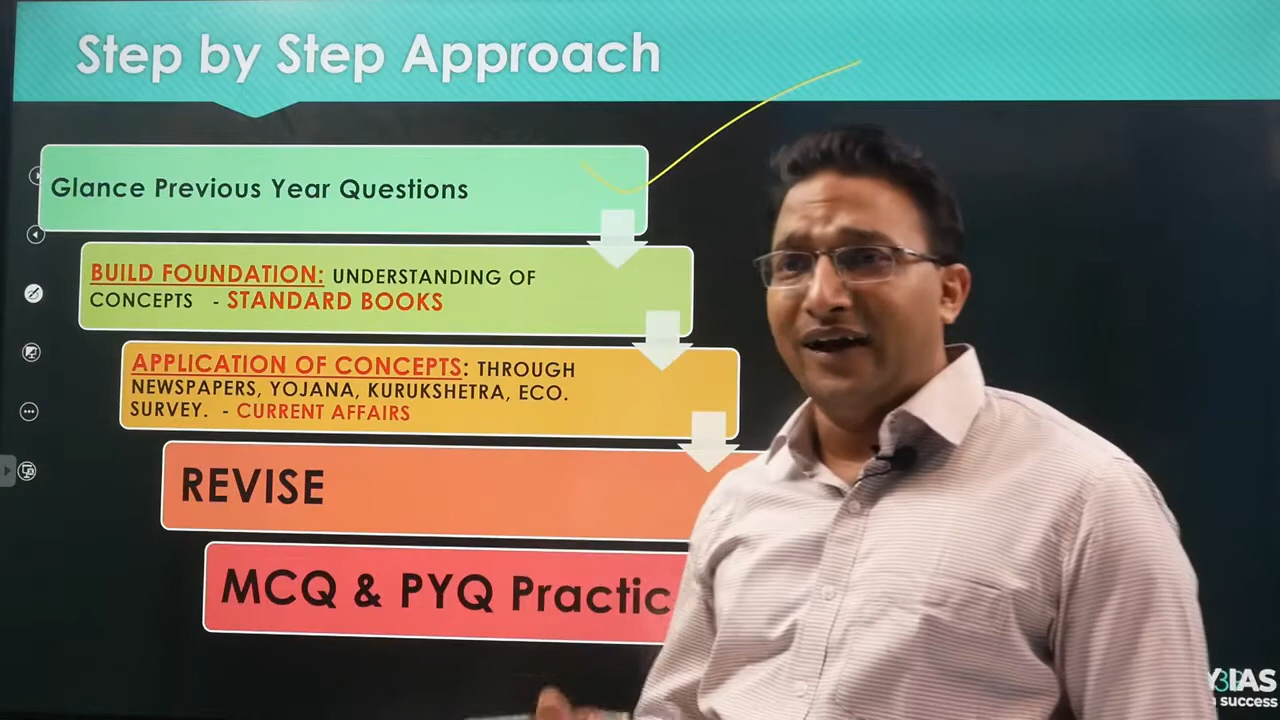 Step by Step Approach
Glance Previous Year Questions
BUILD FOUNDATION: UNDERSTANDING OF
CONCEPTS - STANDARD BOOKS
APPLICATION OF CONCEPTS: THROUGH
NEWSPAPERS, YOJANA, KURUKSHETRA, ECO.
SURVEY. - CURRENT AFFAIRS
REVISE
MCQ & PYQ Practic
IAS
success